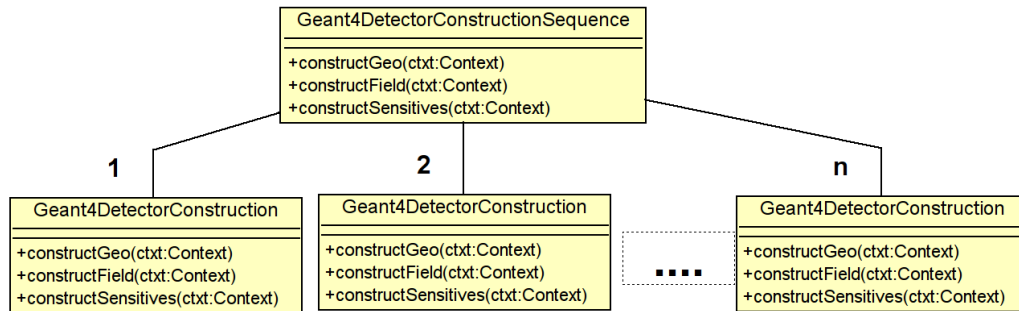 Geant4DetectorConstructionSequence
+constructGeo(ctxt:Context)
+constructField(ctxt:Context)
+constructSensitives(ctxt:Context)
1
2
n
Geant4DetectorConstruction
+constructGeo(ctxt:Context)
+constructField(ctxt:Context)
+constructSensitives(ctxt:Context)
Geant4DetectorConstruction
+constructGeo(ctxt:Context)
+constructField(ctxt:Context)
+constructSensitives(ctxt:Context)
....
Geant4DetectorConstruction
+constructGeo(ctxt:Context)
+constructField(ctxt:Context)
+constructSensitives(ctxt:Context)